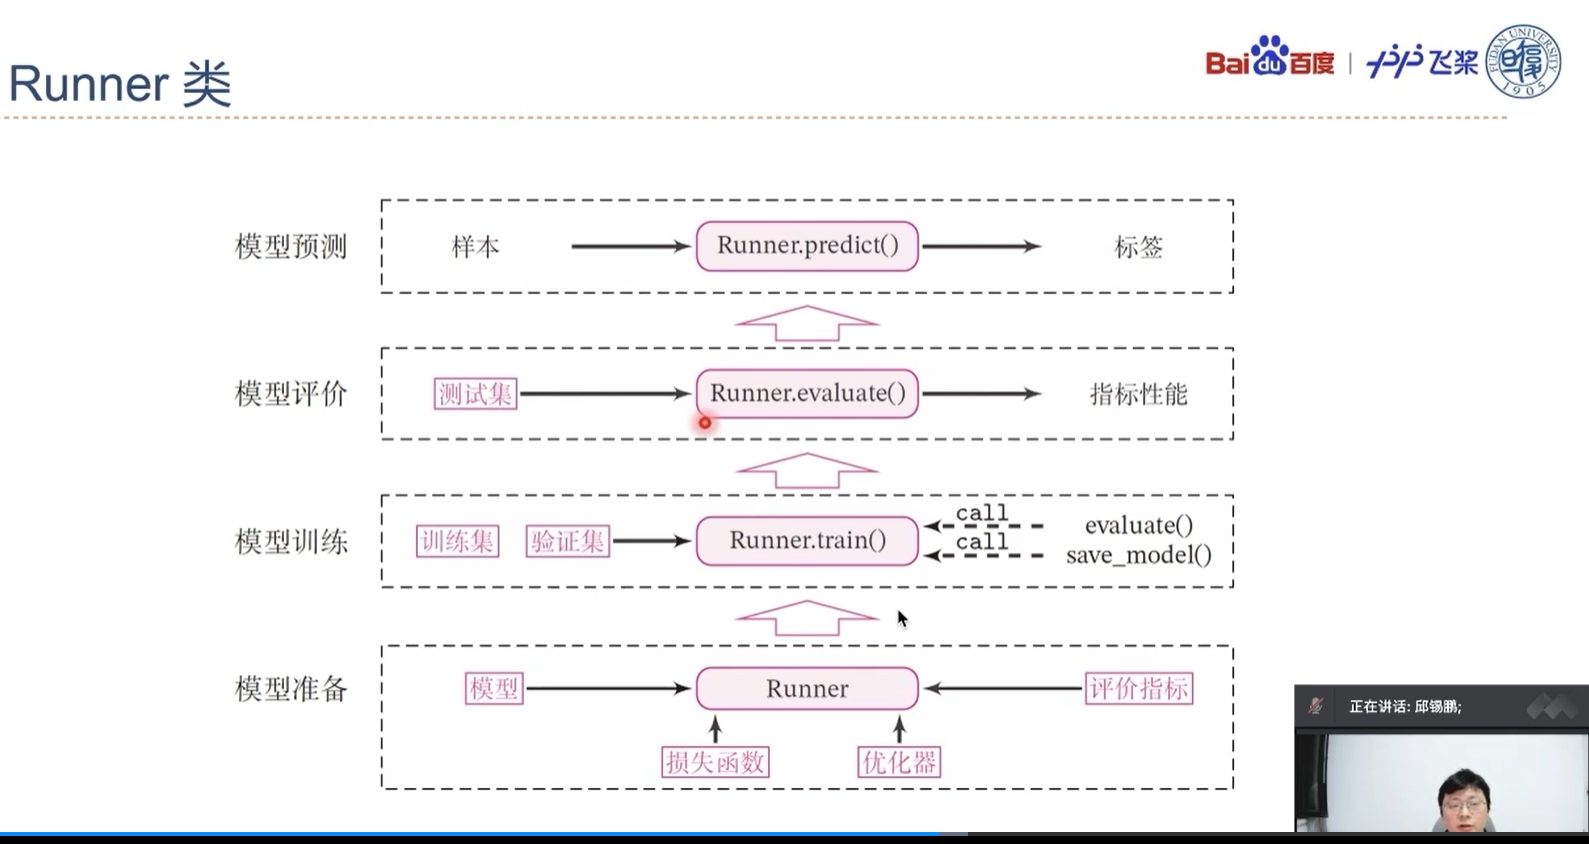 Runner 类
Bai du 百度 | 飞桨
FUDAN UNIVERSITY
1905
模型预测
样本
Runner.predict()
标签
模型评价
测试集
Runner.evaluate()
指标性能
模型训练
训练集
验证集
Runner.train()
call
call
evaluate()
save_model()
模型准备
模型
Runner
评价指标
损失函数
优化器
正在讲话: 邱锡鹏;